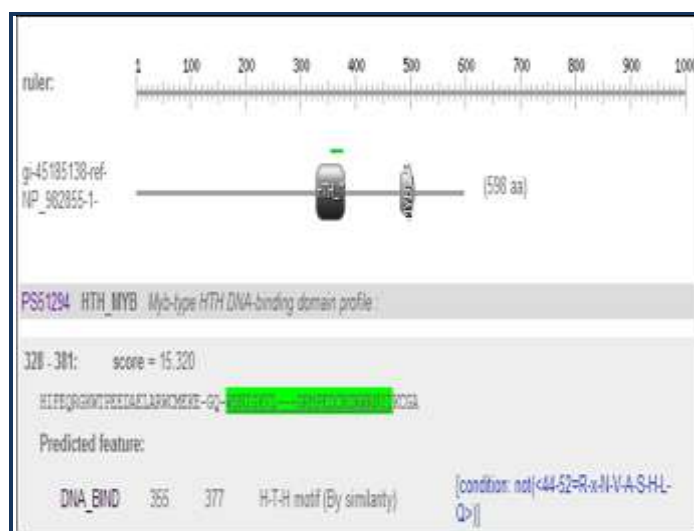 1 100 200 300 400 500 600 700 800 900 1000
ruler:
gi-45185138-ref-
NP_982855-1-
HTH_
(598 aa)
PS51294 HTH_MYB Myb-type HTH DNA-binding domain profile :
328 - 381: score = 15.320
Predicted feature:
DNA_BIND 355 377 H-T-H motif (By similarity) [condition: not(<44-52=R-x-N-V-A-S-H-L-
Q>)]